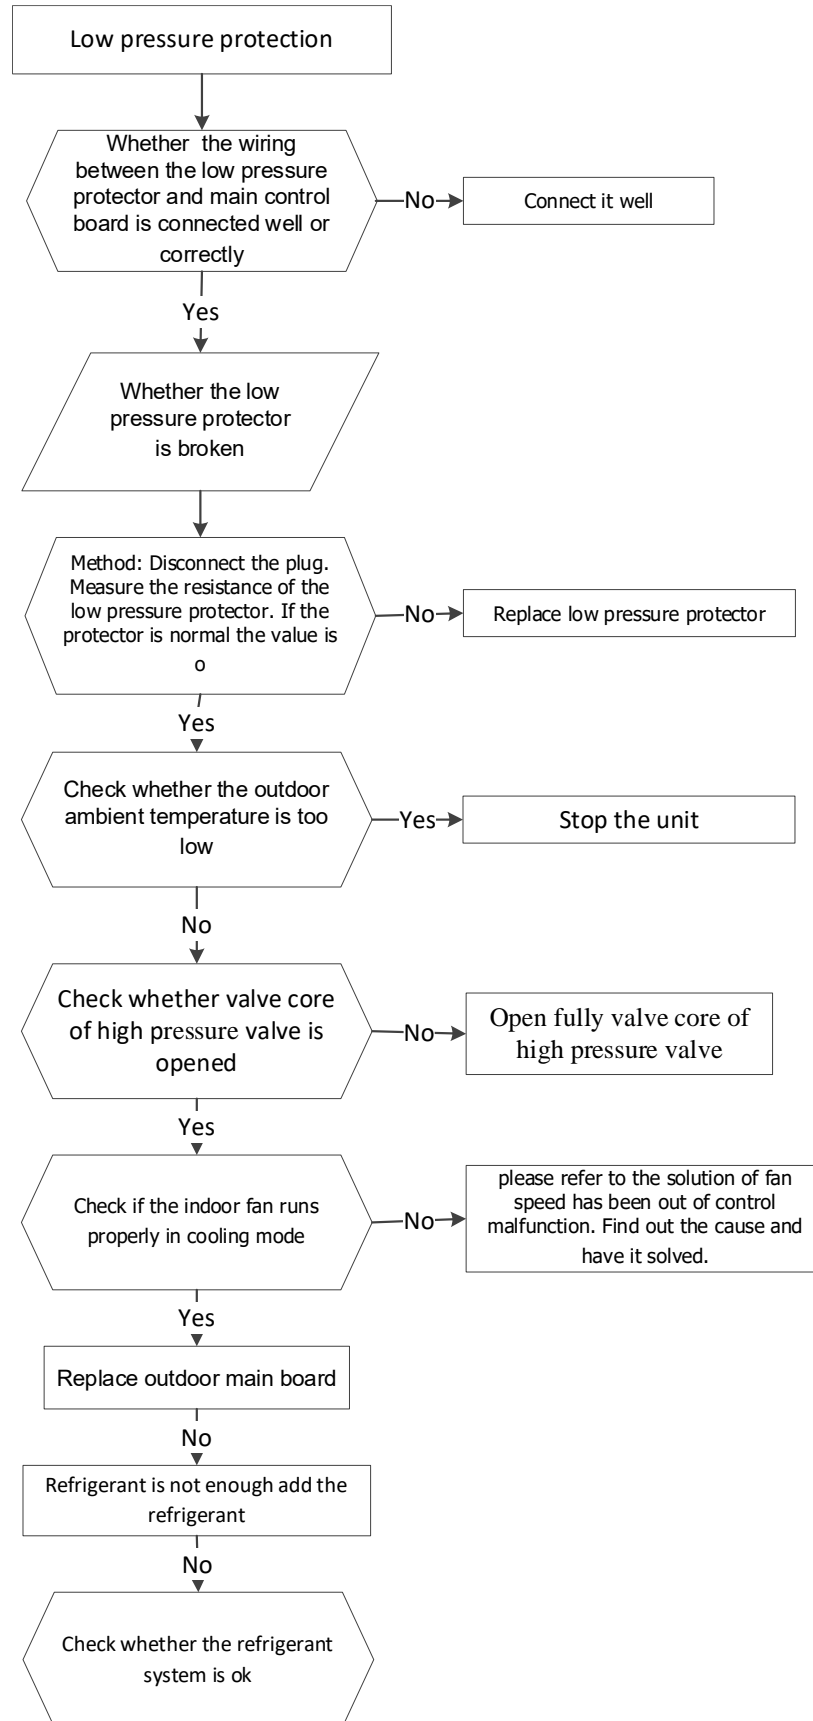 Low pressure protection
Whether the wiring
between the low pressure
protector and main control
board is connected well or
correctly
No
Connect it well
Yes
Whether the low
pressure protector
is broken
Method: Disconnect the plug.
Measure the resistance of the
low pressure protector. If the
protector is normal the value is
o
No
Replace low pressure protector
Yes
Check whether the outdoor
ambient temperature is too
low
Yes
Stop the unit
No
Check whether valve core
of high pressure valve is
opened
No
Open fully valve core of
high pressure valve
Yes
Check if the indoor fan runs
properly in cooling mode
No
please refer to the solution of fan
speed has been out of control
malfunction. Find out the cause and
have it solved.
Yes
Replace outdoor main board
No
Refrigerant is not enough add the
refrigerant
No
Check whether the refrigerant
system is ok